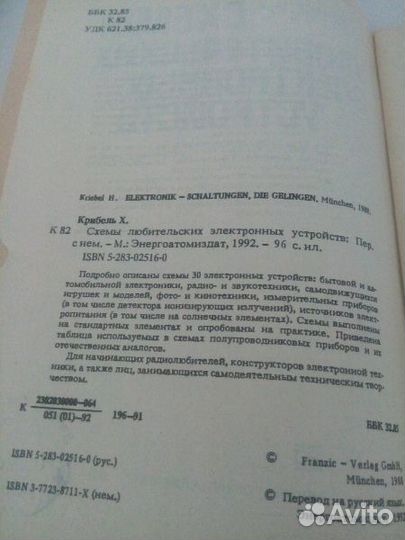 ББК 32.85
К 82
УДК 621.38:379.826
Kriebel H. ELEKTRONIK – SCHALTUNGEN, DIE GELINGEN. München,
Крибель Х.
К 82 Схемы любительских электронных устройств: Пер.
с нем. – М.: Энергоатомиздат, 1992. – 96 с. ил.
ISBN 5-283-02516-0
Подробно описаны схемы 30 электронных устройств: бытовой и ав-
томобильной электроники, радио- и звукотехники, самодвижущихся
игрушек и моделей, фото- и кинотехники, измерительных приборов
(в том числе детектора ионизирующих излучений), источников элект-
ропитания (в том числе на солнечных элементах). Схемы выполнены
на стандартных элементах и опробованы на практике. Приведена
таблица используемых в схемах полупроводниковых приборов и их
отечественных аналогов.
Для начинающих радиолюбителей, конструкторов электронной тех-
ники, а также лиц, занимающихся самодеятельным техническим твор-
чеством.
К 2302030000-064
051 (01)-92 196-91
ББК 32.85
ISBN 5-283-02516-0 (рус.)
© Franzic – Verlag GmbH,
München,
ISBN 3-7723-8711-X (нем.)
© Перевод на русский язык.
Avito